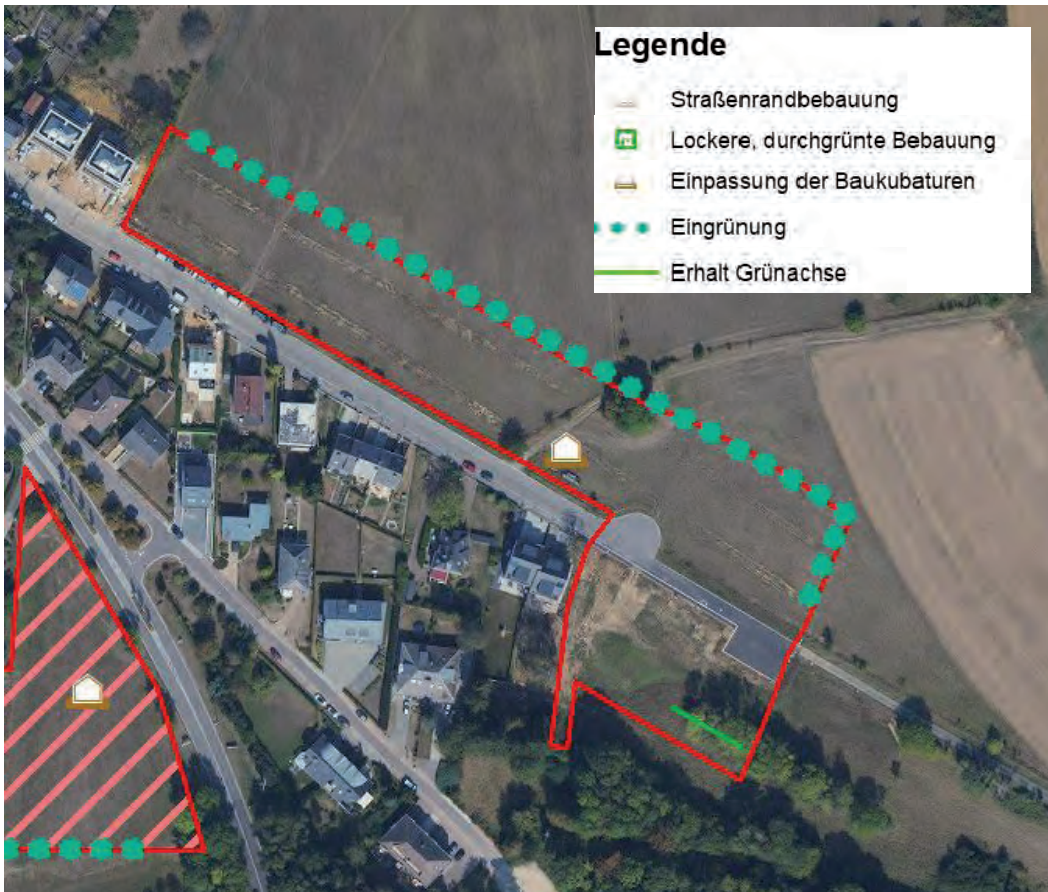 Legende
Straßenrandbebauung
Lockere, durchgrünte Bebauung
Einpassung der Baukubaturen
Eingrünung
Erhalt Grünachse